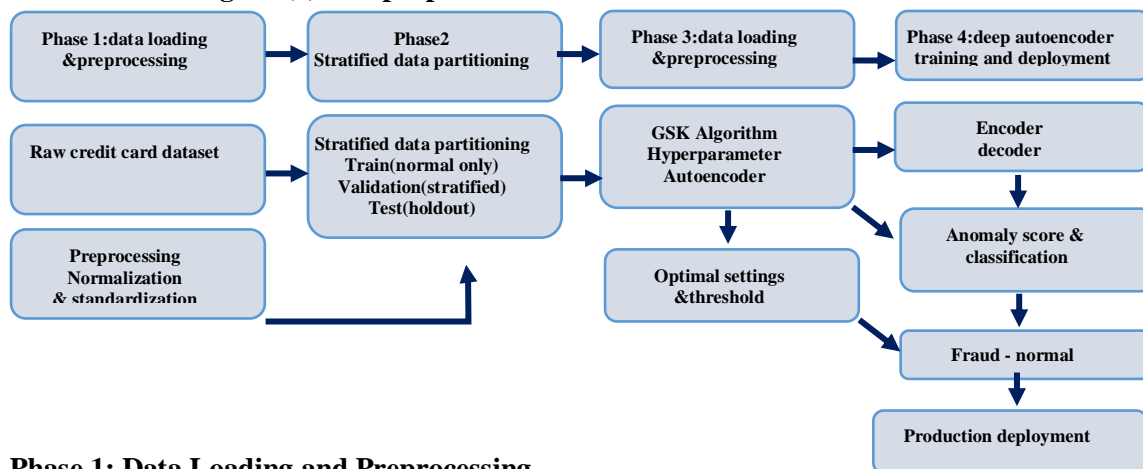 Phase 1:data loading
&preprocessing
Phase2
Stratified data partitioning
Phase 3:data loading
&preprocessing
Phase 4:deep autoencoder
training and deployment
Raw credit card dataset
Stratified data partitioning
Train(normal only)
Validation(stratified)
Test(holdout)
GSK Algorithm
Hyperparameter
Autoencoder
Encoder
decoder
Preprocessing
Normalization
& standardization
Optimal settings
&threshold
Anomaly score &
classification
Fraud - normal
Production deployment
Phase 1: Data Loading and Preprocessing